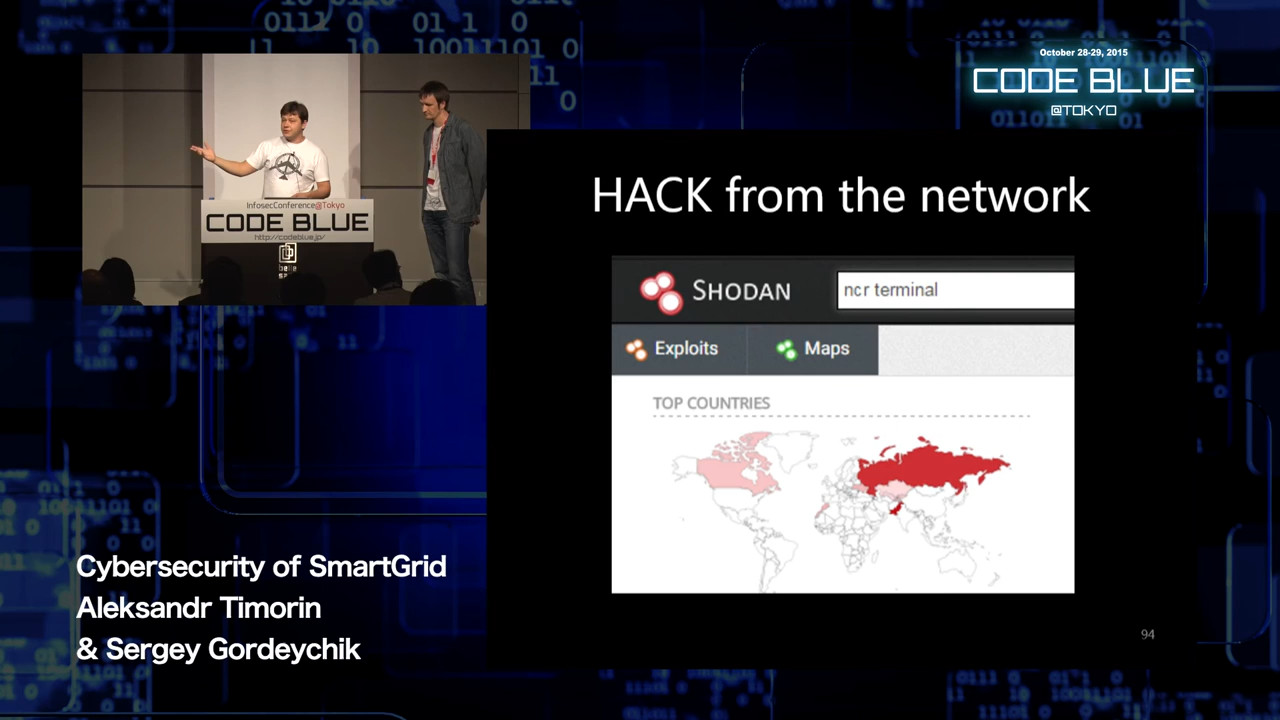 October 28-29, 2015
CODE BLUE
@TOKYO
InfosecConference@Tokyo
CODE BLUE
http://codeblue.jp/
HACK from the network
SHODAN
ncr terminal
Exploits
Maps
TOP COUNTRIES
94
Cybersecurity of SmartGrid
Aleksandr Timorin
& Sergey Gordeychik